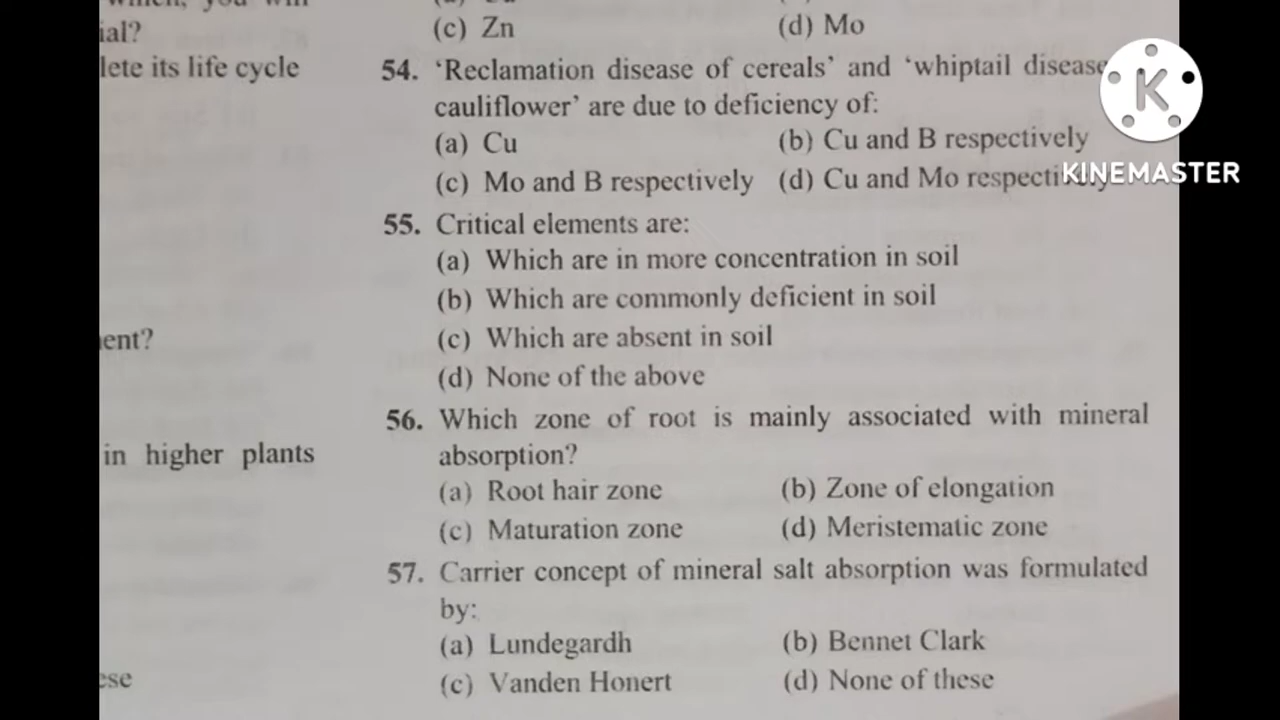 ial?
lete its life cycle
ent?
in higher plants
ese
(c) Zn (d) Mo
54. ‘Reclamation disease of cereals’ and ‘whiptail disease
cauliflower’ are due to deficiency of:
(a) Cu (b) Cu and B respectively
(c) Mo and B respectively (d) Cu and Mo respectively
55. Critical elements are:
(a) Which are in more concentration in soil
(b) Which are commonly deficient in soil
(c) Which are absent in soil
(d) None of the above
56. Which zone of root is mainly associated with mineral
absorption?
(a) Root hair zone (b) Zone of elongation
(c) Maturation zone (d) Meristematic zone
57. Carrier concept of mineral salt absorption was formulated
by:
(a) Lundegardh (b) Bennet Clark
(c) Vanden Honert (d) None of these
K
KINEMASTER